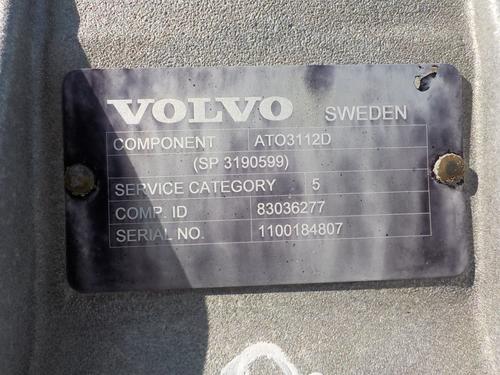 VOLVO SWEDEN
COMPONENT ATO3112D
(SP 3190599)
SERVICE CATEGORY 5
COMP. ID 83036277
SERIAL NO. 1100184807